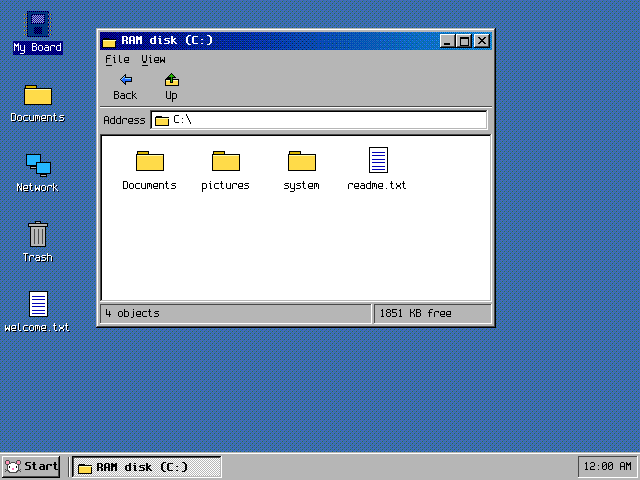 My Board
Documents
Network
Trash
welcome.txt
RAM disk (C:)
File View
Back Up
Address C:\
Documents pictures system readme.txt
4 objects 1851 KB free
Start RAM disk (C:) 12:00 AM